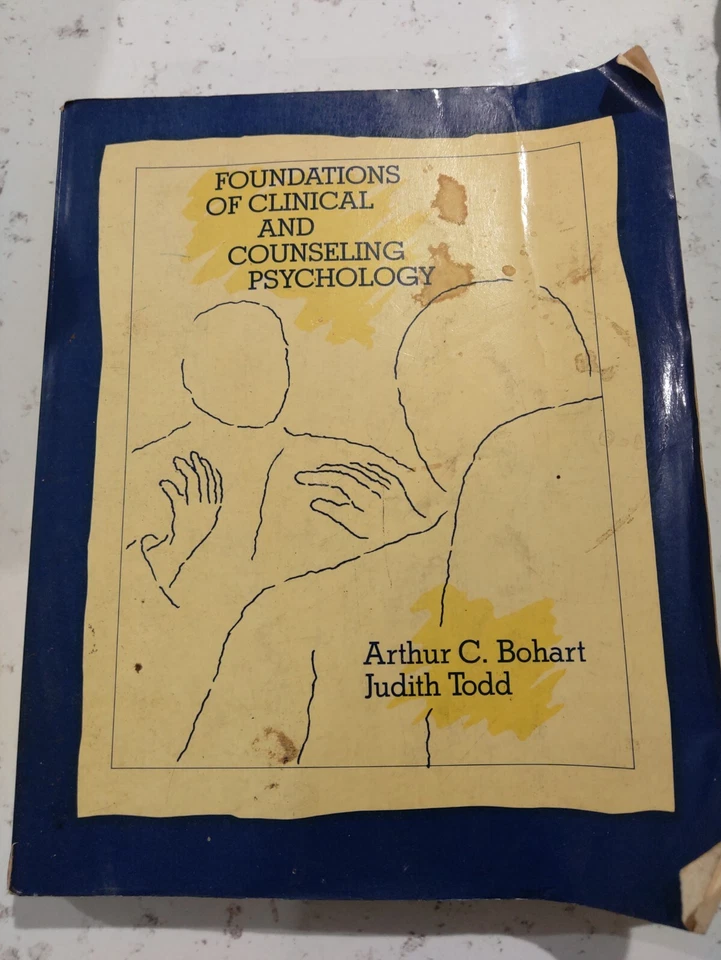 FOUNDATIONS
OF CLINICAL
AND
COUNSELING
PSYCHOLOGY
Arthur C. Bohart
Judith Todd